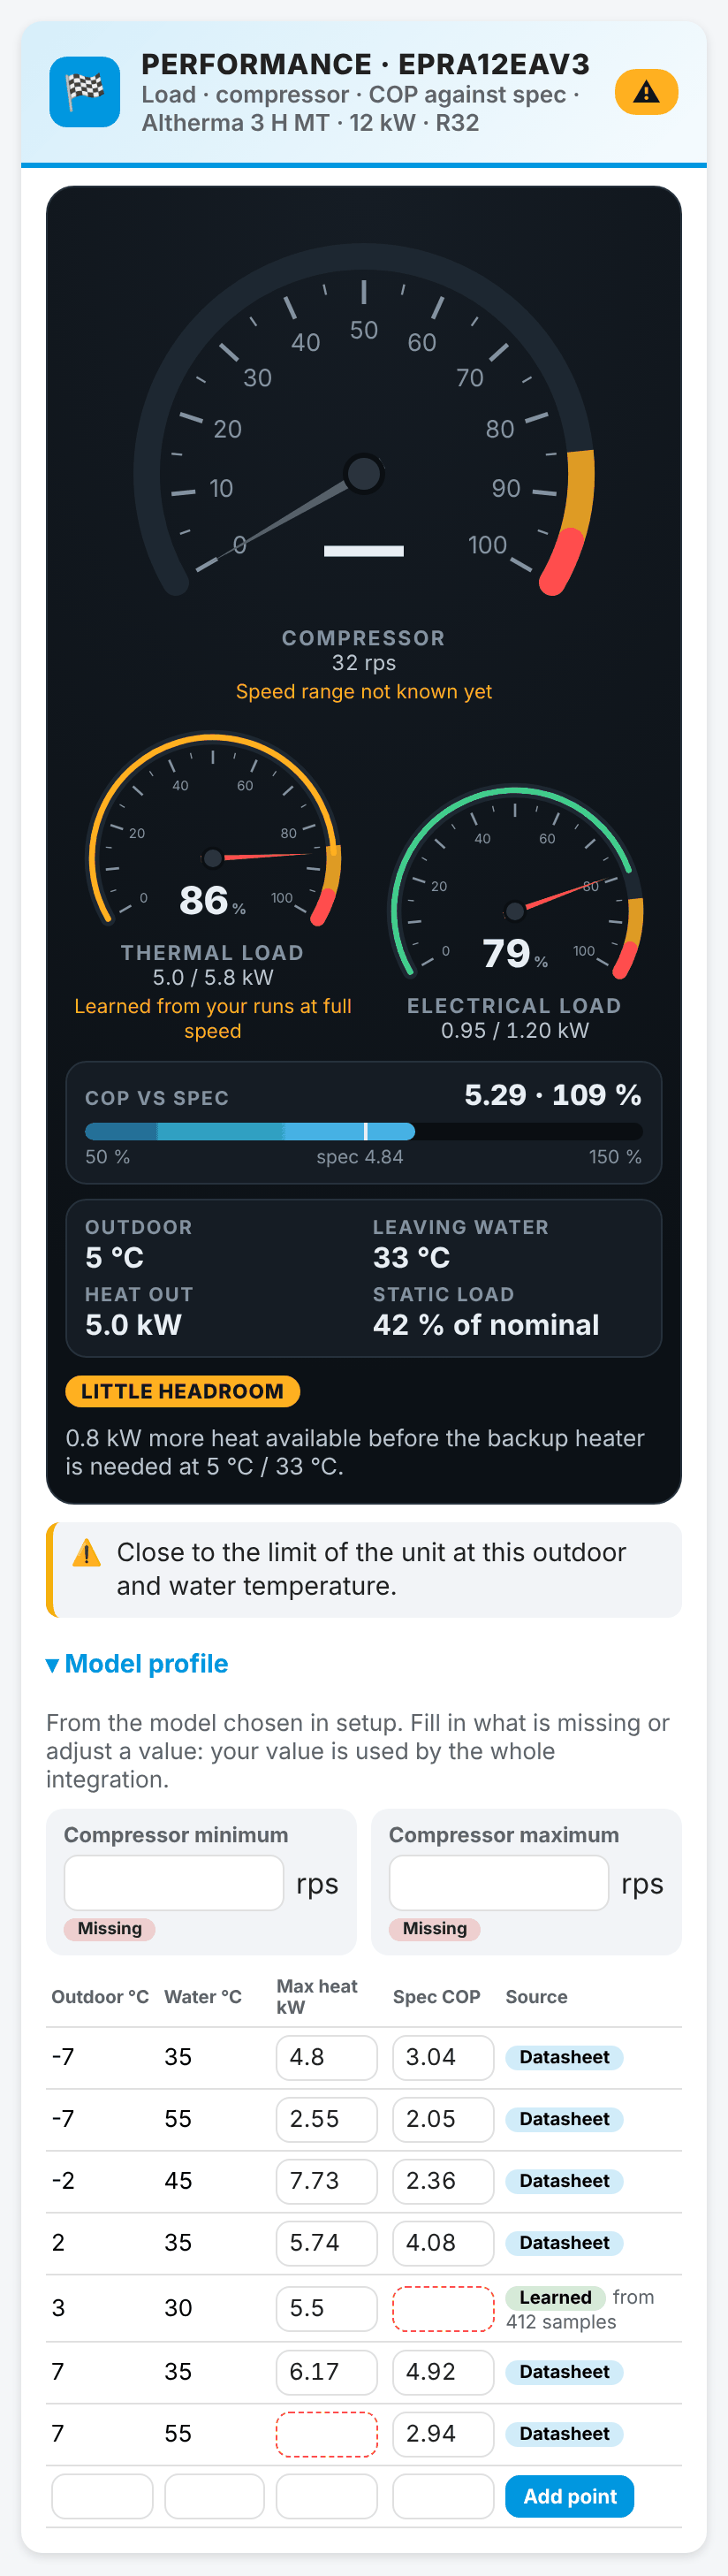 PERFORMANCE · EPRA12EAV3
Load · compressor · COP against spec ·
Altherma 3 H MT · 12 kW · R32
0
10
20
30
40
50
60
70
80
90
100
COMPRESSOR
32 rps
Speed range not known yet
0
20
40
60
80
100
86 %
THERMAL LOAD
5.0 / 5.8 kW
Learned from your runs at full
speed
0
20
40
60
80
100
79 %
ELECTRICAL LOAD
0.95 / 1.20 kW
COP VS SPEC 5.29 · 109 %
50 % spec 4.84 150 %
OUTDOOR LEAVING WATER
5 °C 33 °C
HEAT OUT STATIC LOAD
5.0 kW 42 % of nominal
LITTLE HEADROOM
0.8 kW more heat available before the backup heater
is needed at 5 °C / 33 °C.
Close to the limit of the unit at this outdoor
and water temperature.
▾ Model profile
From the model chosen in setup. Fill in what is missing or
adjust a value: your value is used by the whole
integration.
Compressor minimum Compressor maximum
rps rps
Missing Missing
Outdoor °C Water °C Max heat kW Spec COP Source
-7 35 4.8 3.04 Datasheet
-7 55 2.55 2.05 Datasheet
-2 45 7.73 2.36 Datasheet
2 35 5.74 4.08 Datasheet
3 30 5.5 Learned from
412 samples
7 35 6.17 4.92 Datasheet
7 55 2.94 Datasheet
Add point